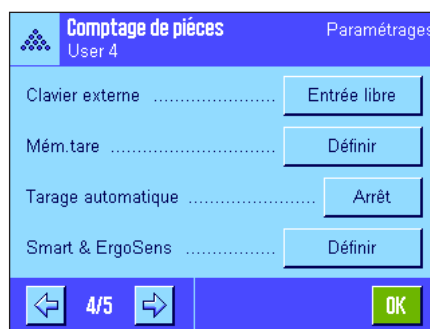 Comptage de piéces Paramétrages
User 4
Clavier externe ...................... Entrée libre
Mém.tare ............................. Définir
Tarage automatique ...................... Arrêt
Smart & ErgoSens ................ Définir
4/5 OK